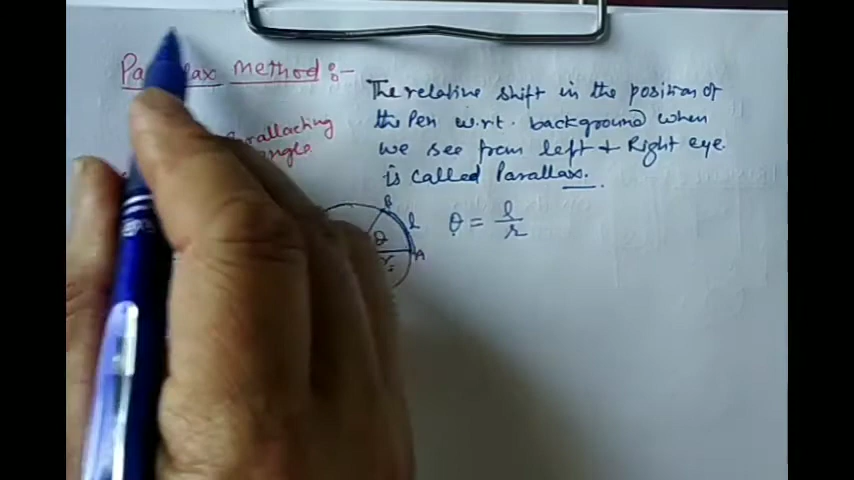 method :-
The relative shift in the position of
the Pen w.r.t. background when
we see from left & Right eye.
is called Parallax.
Parallacting
angle
B
l
θ
A
r
θ = l/r